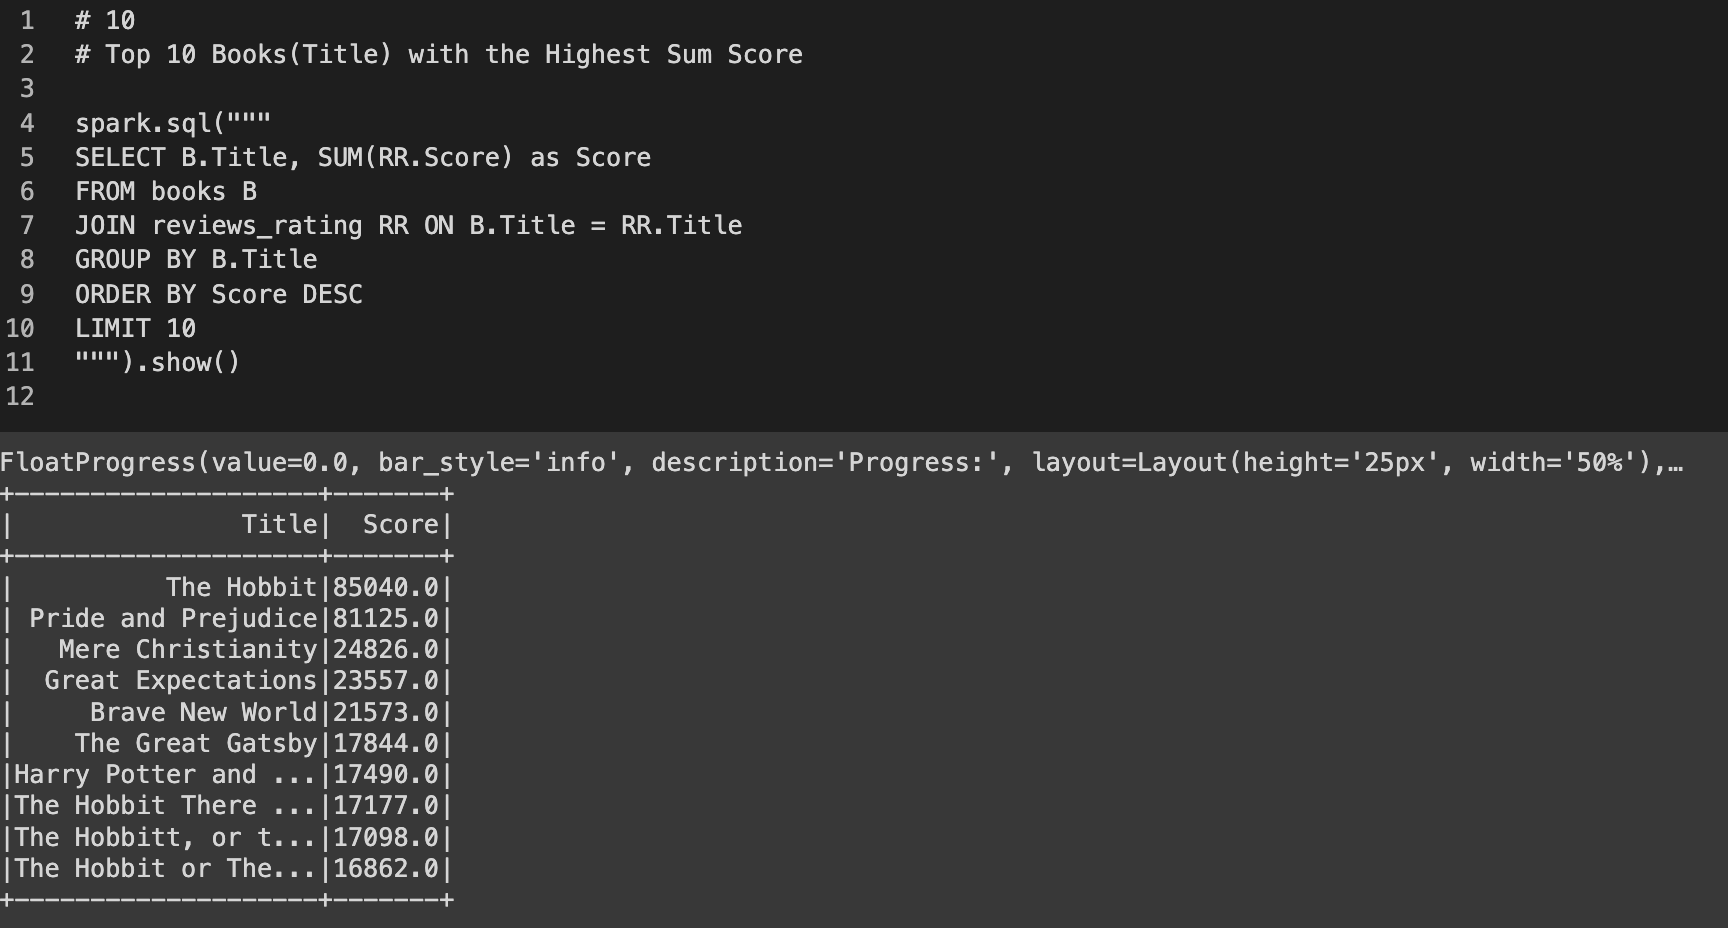 1 # 10
2 # Top 10 Books(Title) with the Highest Sum Score
3
4 spark.sql("""
5 SELECT B.Title, SUM(RR.Score) as Score
6 FROM books B
7 JOIN reviews_rating RR ON B.Title = RR.Title
8 GROUP BY B.Title
9 ORDER BY Score DESC
10 LIMIT 10
11 """).show()
12
FloatProgress(value=0.0, bar_style='info', description='Progress:', layout=Layout(height='25px', width='50%'),…
+--------------------+-------+
|               Title|  Score|
+--------------------+-------+
|          The Hobbit|85040.0|
| Pride and Prejudice|81125.0|
|   Mere Christianity|24826.0|
|  Great Expectations|23557.0|
|     Brave New World|21573.0|
|    The Great Gatsby|17844.0|
|Harry Potter and ...|17490.0|
|The Hobbit There ...|17177.0|
|The Hobbitt, or t...|17098.0|
|The Hobbit or The...|16862.0|
+--------------------+-------+